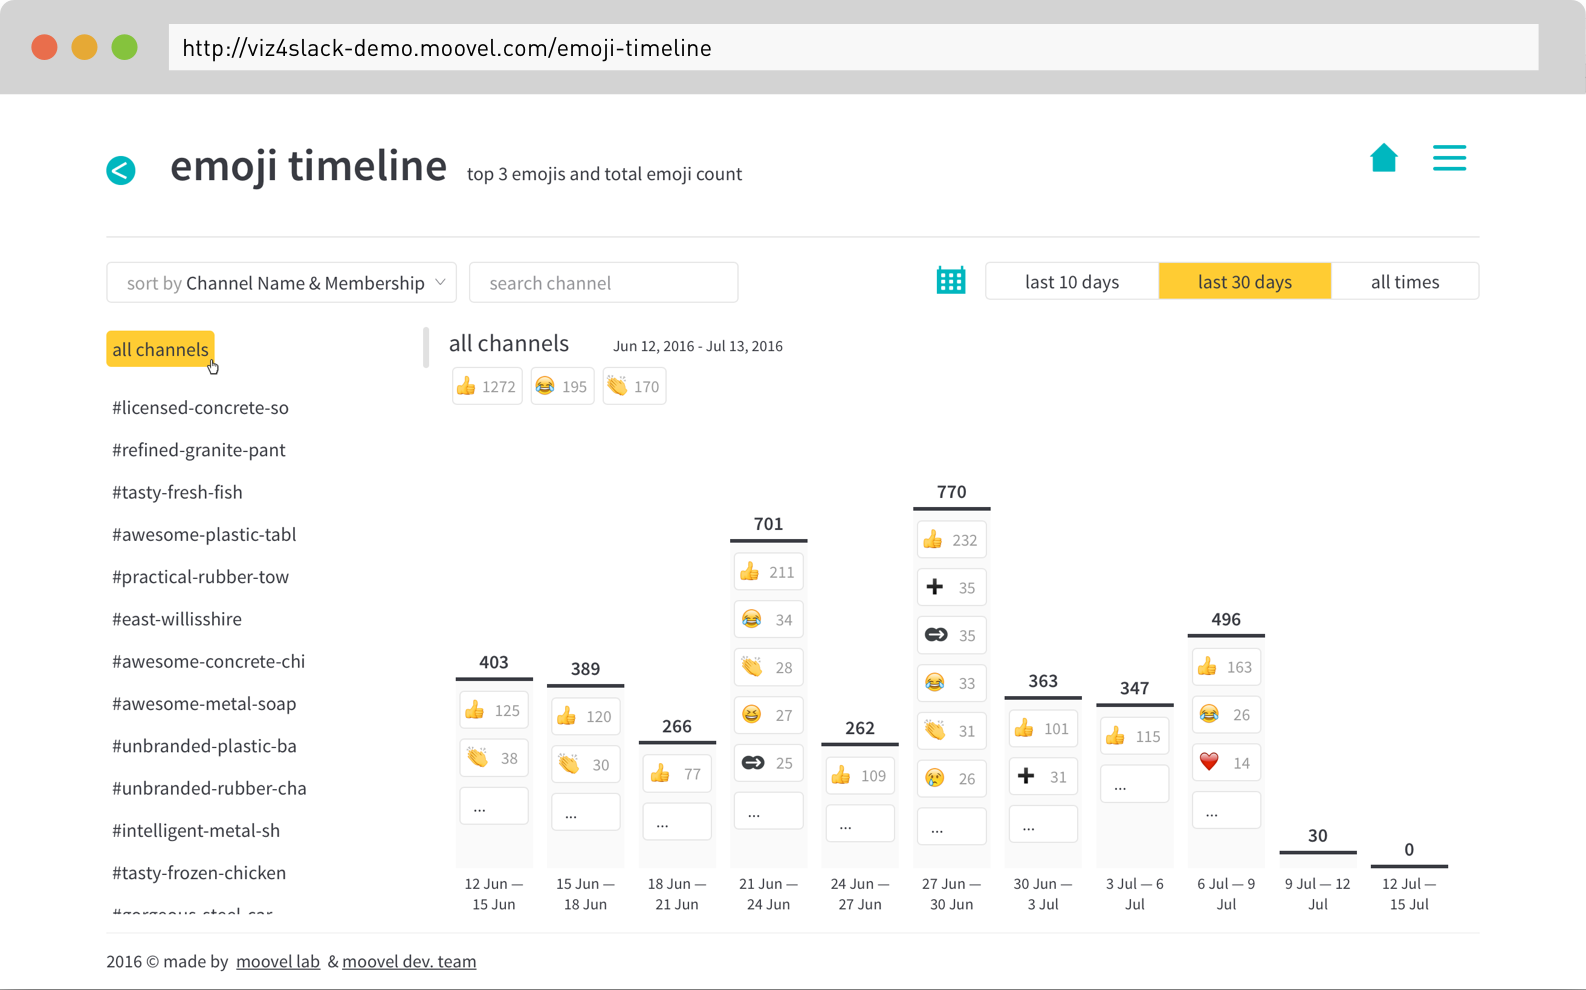 http://viz4slack-demo.moovel.com/emoji-timeline
emoji timeline top 3 emojis and total emoji count
sort by Channel Name & Membership
search channel
last 10 days
last 30 days
all times
all channels
#licensed-concrete-so
#refined-granite-pant
#tasty-fresh-fish
#awesome-plastic-tabl
#practical-rubber-tow
#east-willisshire
#awesome-concrete-chi
#awesome-metal-soap
#unbranded-plastic-ba
#unbranded-rubber-cha
#intelligent-metal-sh
#tasty-frozen-chicken
#gorgeous-steel-car
all channels Jun 12, 2016 - Jul 13, 2016
👍 1272 😂 195 👏 170
403
👍 125
👏 38
...
12 Jun —
15 Jun
389
👍 120
👏 30
...
15 Jun —
18 Jun
266
👍 77
...
18 Jun —
21 Jun
701
👍 211
😂 34
👏 28
😆 27
25
...
21 Jun —
24 Jun
262
👍 109
...
24 Jun —
27 Jun
770
👍 232
➕ 35
35
😂 33
👏 31
😢 26
...
27 Jun —
30 Jun
363
👍 101
➕ 31
...
30 Jun —
3 Jul
347
👍 115
...
3 Jul — 6
Jul
496
👍 163
😂 26
❤️ 14
...
6 Jul — 9
Jul
30
9 Jul — 12
Jul
0
12 Jul —
15 Jul
2016 © made by moovel lab & moovel dev. team